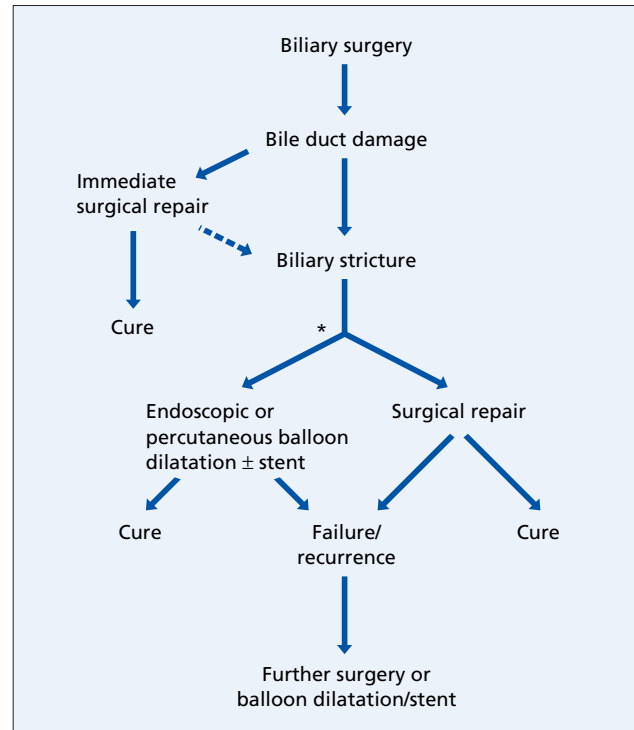 Biliary surgery
Bile duct damage
Immediate
surgical repair
Biliary stricture
Cure
*
Endoscopic or
percutaneous balloon
dilatation ± stent
Surgical repair
Cure
Failure/
recurrence
Cure
Further surgery or
balloon dilatation/stent